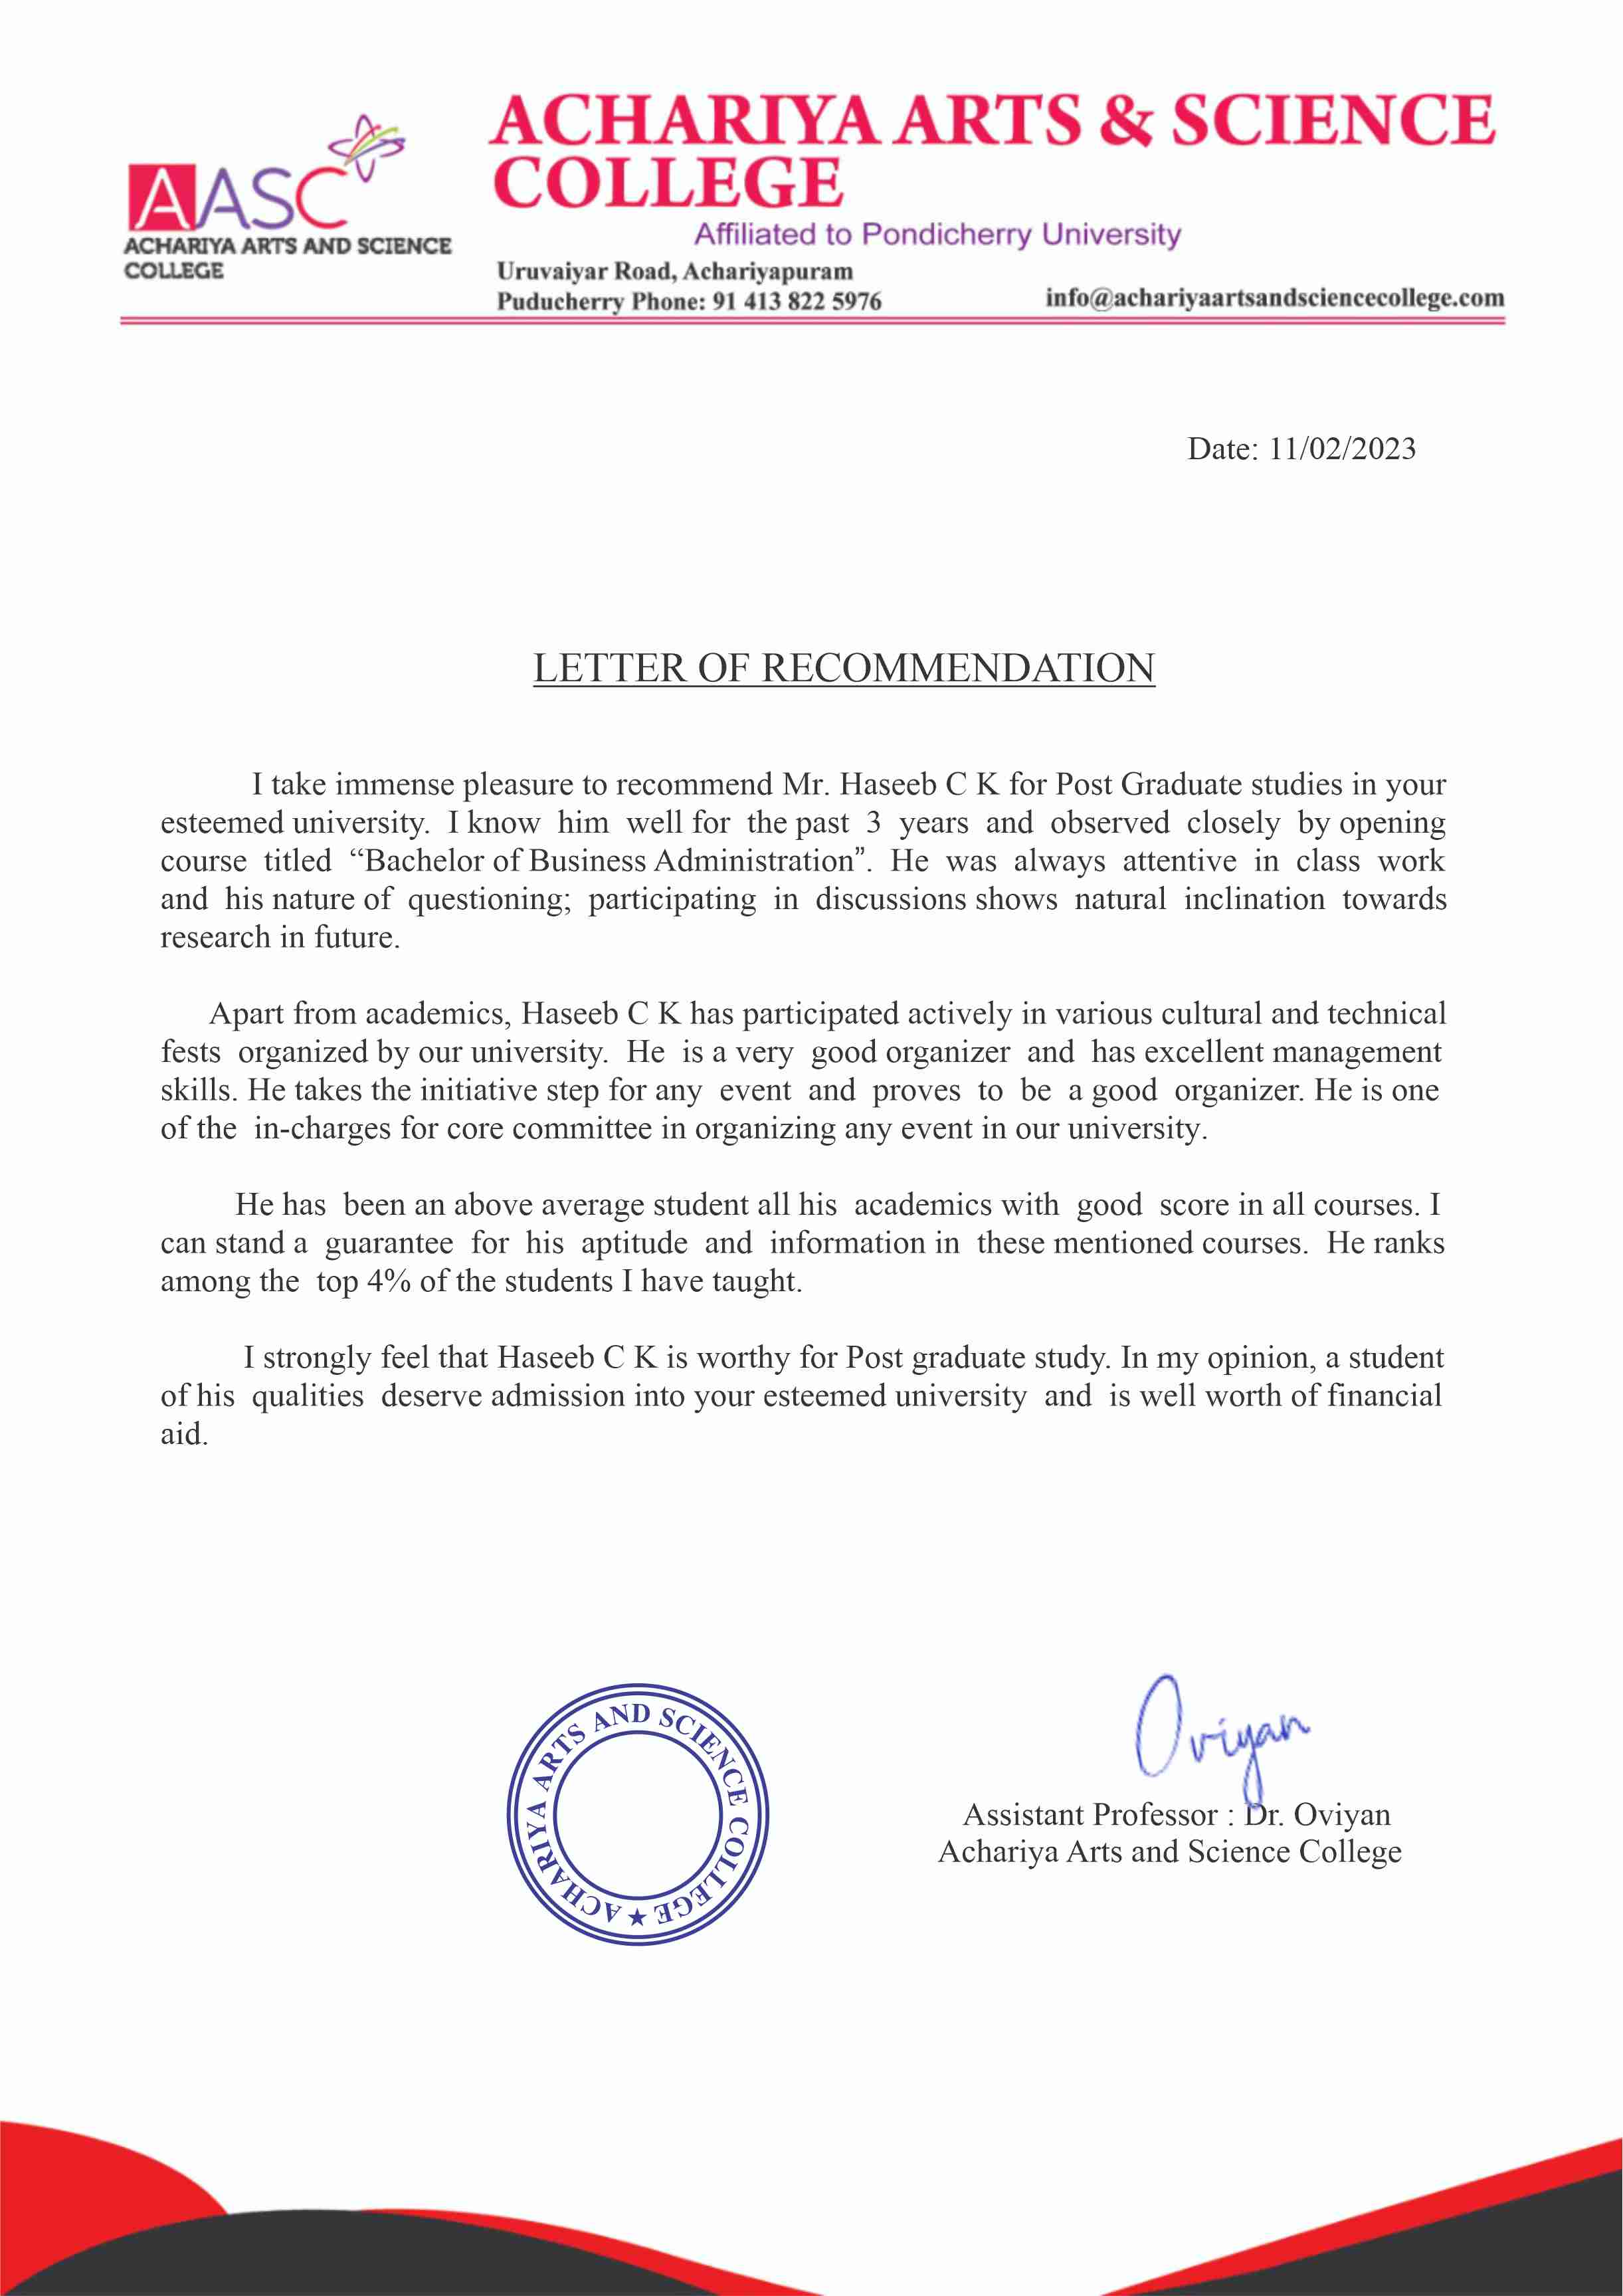 AASC
ACHARIYA ARTS AND SCIENCE
COLLEGE
ACHARIYA ARTS & SCIENCE
COLLEGE
Affiliated to Pondicherry University
Uruvaiyar Road, Achariyapuram
Puducherry Phone: 91 413 822 5976
info@achariyaartsandsciencecollege.com
Date: 11/02/2023
LETTER OF RECOMMENDATION
I take immense pleasure to recommend Mr. Haseeb C K for Post Graduate studies in your
esteemed university. I know him well for the past 3 years and observed closely by opening
course titled “Bachelor of Business Administration”. He was always attentive in class work
and his nature of questioning; participating in discussions shows natural inclination towards
research in future.
Apart from academics, Haseeb C K has participated actively in various cultural and technical
fests organized by our university. He is a very good organizer and has excellent management
skills. He takes the initiative step for any event and proves to be a good organizer. He is one
of the in-charges for core committee in organizing any event in our university.
He has been an above average student all his academics with good score in all courses. I
can stand a guarantee for his aptitude and information in these mentioned courses. He ranks
among the top 4% of the students I have taught.
I strongly feel that Haseeb C K is worthy for Post graduate study. In my opinion, a student
of his qualities deserve admission into your esteemed university and is well worth of financial
aid.
ACHARIYA ARTS AND SCIENCE COLLEGE ★
Oviyan
Assistant Professor : Dr. Oviyan
Achariya Arts and Science College